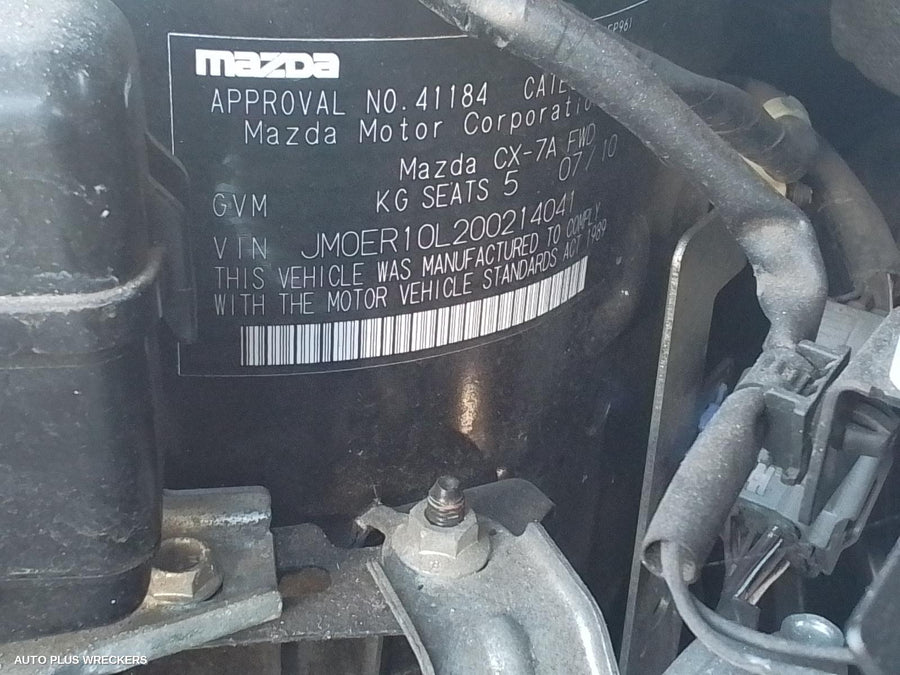 mazda
APPROVAL NO. 41184 CATE
Mazda Motor Corporatio
Mazda CX-7A FWD
GVM KG SEATS 5 07/10
VIN JM0ER10L200214041
THIS VEHICLE WAS MANUFACTURED TO COMPLY
WITH THE MOTOR VEHICLE STANDARDS ACT 1989
AUTO PLUS WRECKERS